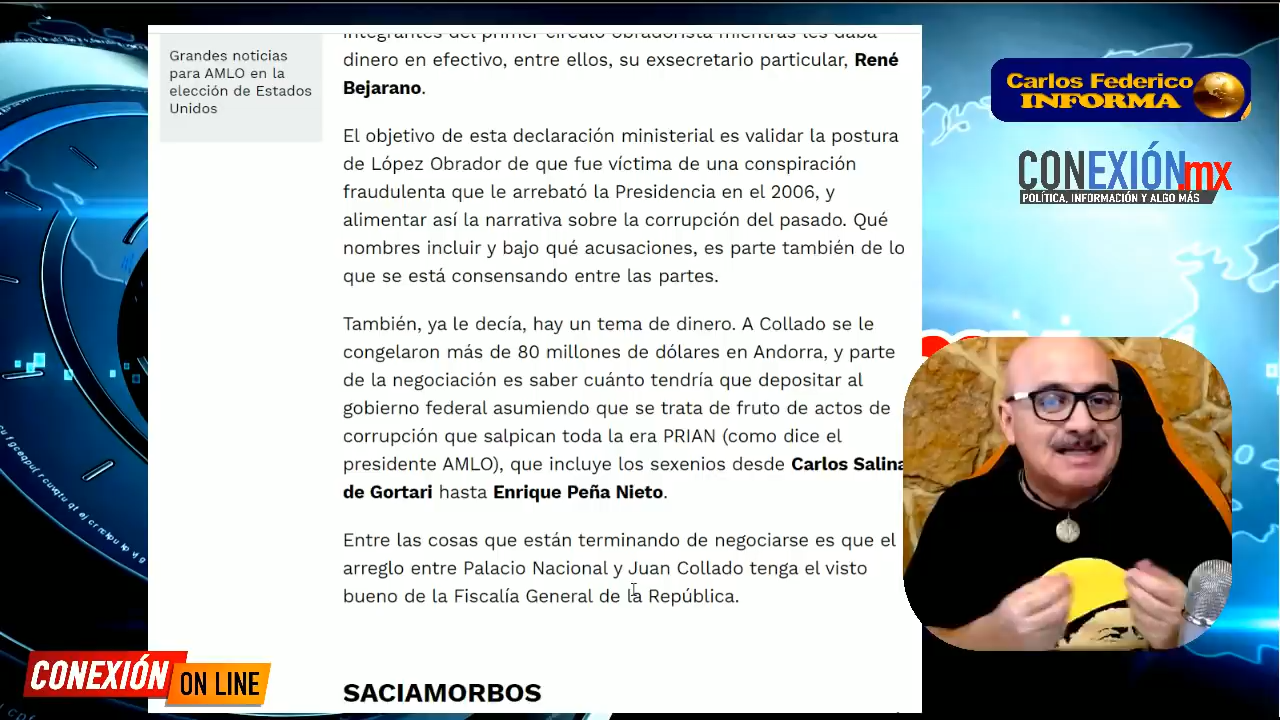 Grandes noticias
para AMLO en la
elección de Estados
Unidos
integrantes del primer círculo obradorista mientras les daba
dinero en efectivo, entre ellos, su exsecretario particular, René
Bejarano.
El objetivo de esta declaración ministerial es validar la postura
de López Obrador de que fue víctima de una conspiración
fraudulenta que le arrebató la Presidencia en el 2006, y
alimentar así la narrativa sobre la corrupción del pasado. Qué
nombres incluir y bajo qué acusaciones, es parte también de lo
que se está consensando entre las partes.
También, ya le decía, hay un tema de dinero. A Collado se le
congelaron más de 80 millones de dólares en Andorra, y parte
de la negociación es saber cuánto tendría que depositar al
gobierno federal asumiendo que se trata de fruto de actos de
corrupción que salpican toda la era PRIAN (como dice el
presidente AMLO), que incluye los sexenios desde Carlos Salina
de Gortari hasta Enrique Peña Nieto.
Entre las cosas que están terminando de negociarse es que el
arreglo entre Palacio Nacional y Juan Collado tenga el visto
bueno de la Fiscalía General de la República.
SACIAMORBOS
Carlos Federico
INFORMA
CONEXIÓN.mx
POLÍTICA, INFORMACIÓN Y ALGO MÁS
CONEXIÓN
ON LINE